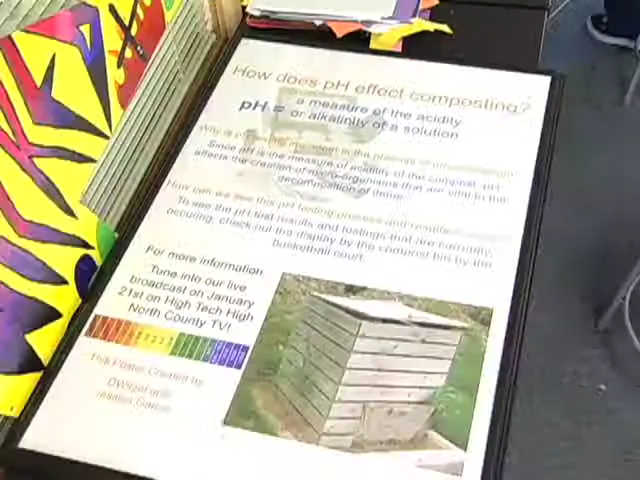 How does pH effect composting?
pH = a measure of the acidity
or alkalinity of a solution
Since pH is the measure of acidity of the compost, pH
affects the creation of micro-organisms that are vital to the
decomposition of
How can we see this pH testing process and results
To see the pH test results and testings that are currently
occuring, check out the display by the compost bin by the
basketball court.
For more information
Tune into our live
broadcast on January
21st on High Tech High
North County TV!
This Poster Created by